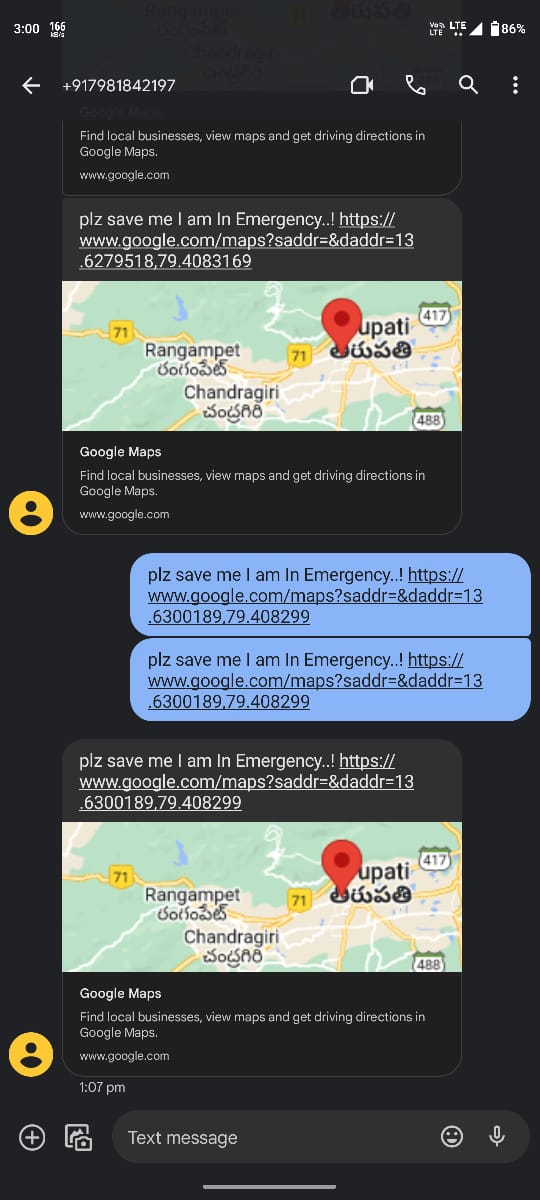 3:00 166 KB/s Vo) LTE LTE 86%
Rangampet
రంగంపేట్
71
తిరుపతి
Chandragiri
చంద్రగిరి
+917981842197
Google Maps
Find local businesses, view maps and get driving directions in
Google Maps.
www.google.com
plz save me I am In Emergency..! https://
www.google.com/maps?saddr=&daddr=13
.6279518,79.4083169
71
Rangampet
రంగంపేట్
71
upati
తిరుపతి
417
Chandragiri
చంద్రగిరి
488
Google Maps
Find local businesses, view maps and get driving directions in
Google Maps.
www.google.com
plz save me I am In Emergency..! https://
www.google.com/maps?saddr=&daddr=13
.6300189,79.408299
plz save me I am In Emergency..! https://
www.google.com/maps?saddr=&daddr=13
.6300189,79.408299
plz save me I am In Emergency..! https://
www.google.com/maps?saddr=&daddr=13
.6300189,79.408299
71
Rangampet
రంగంపేట్
71
upati
తిరుపతి
417
Chandragiri
చంద్రగిరి
488
Google Maps
Find local businesses, view maps and get driving directions in
Google Maps.
www.google.com
1:07 pm
Text message